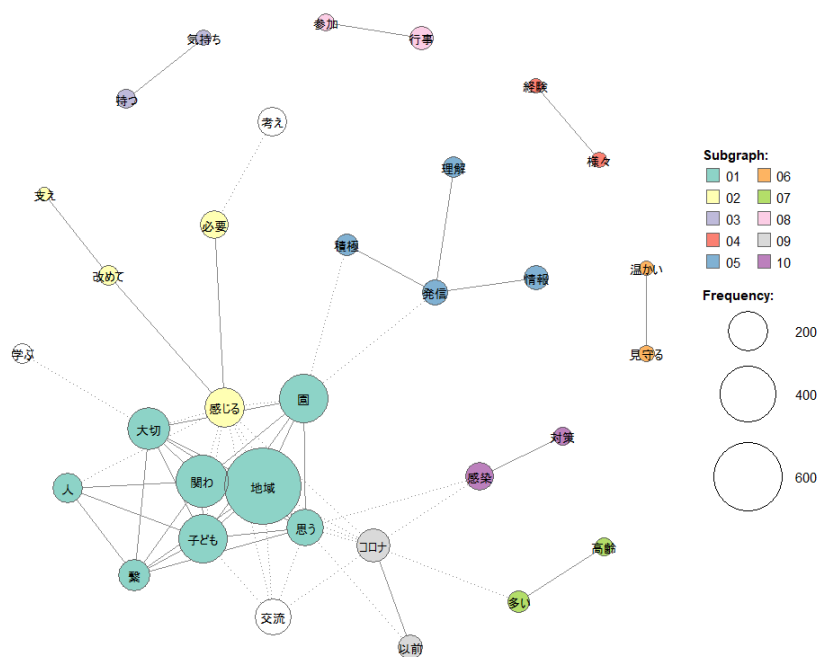 参加
気持ち
行事
経験
持つ
考え
様々
理解
Subgraph:
01 06
02 07
03 08
04 09
05 10
支え
必要
積極
温かい
改めて
発信
情報
Frequency:
200
学ぶ
見守る
400
感じる
園
大切
対策
人
関わ
地域
感染
600
子ども
思う
コロナ
高齢
繫
多い
交流
以前